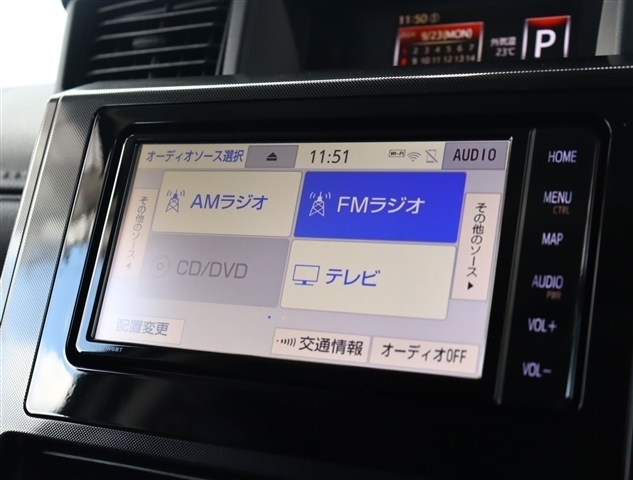 11:50
9/23(MON)
外気温
23℃
P
オーディオソース選択
11:51
Wi-Fi
AUDIO
その他のソース
AMラジオ
FMラジオ
その他のソース
CD/DVD
テレビ
配置変更
交通情報
オーディオOFF
HOME
MENU
CTRL
MAP
AUDIO
PWR
VOL+
VOL-